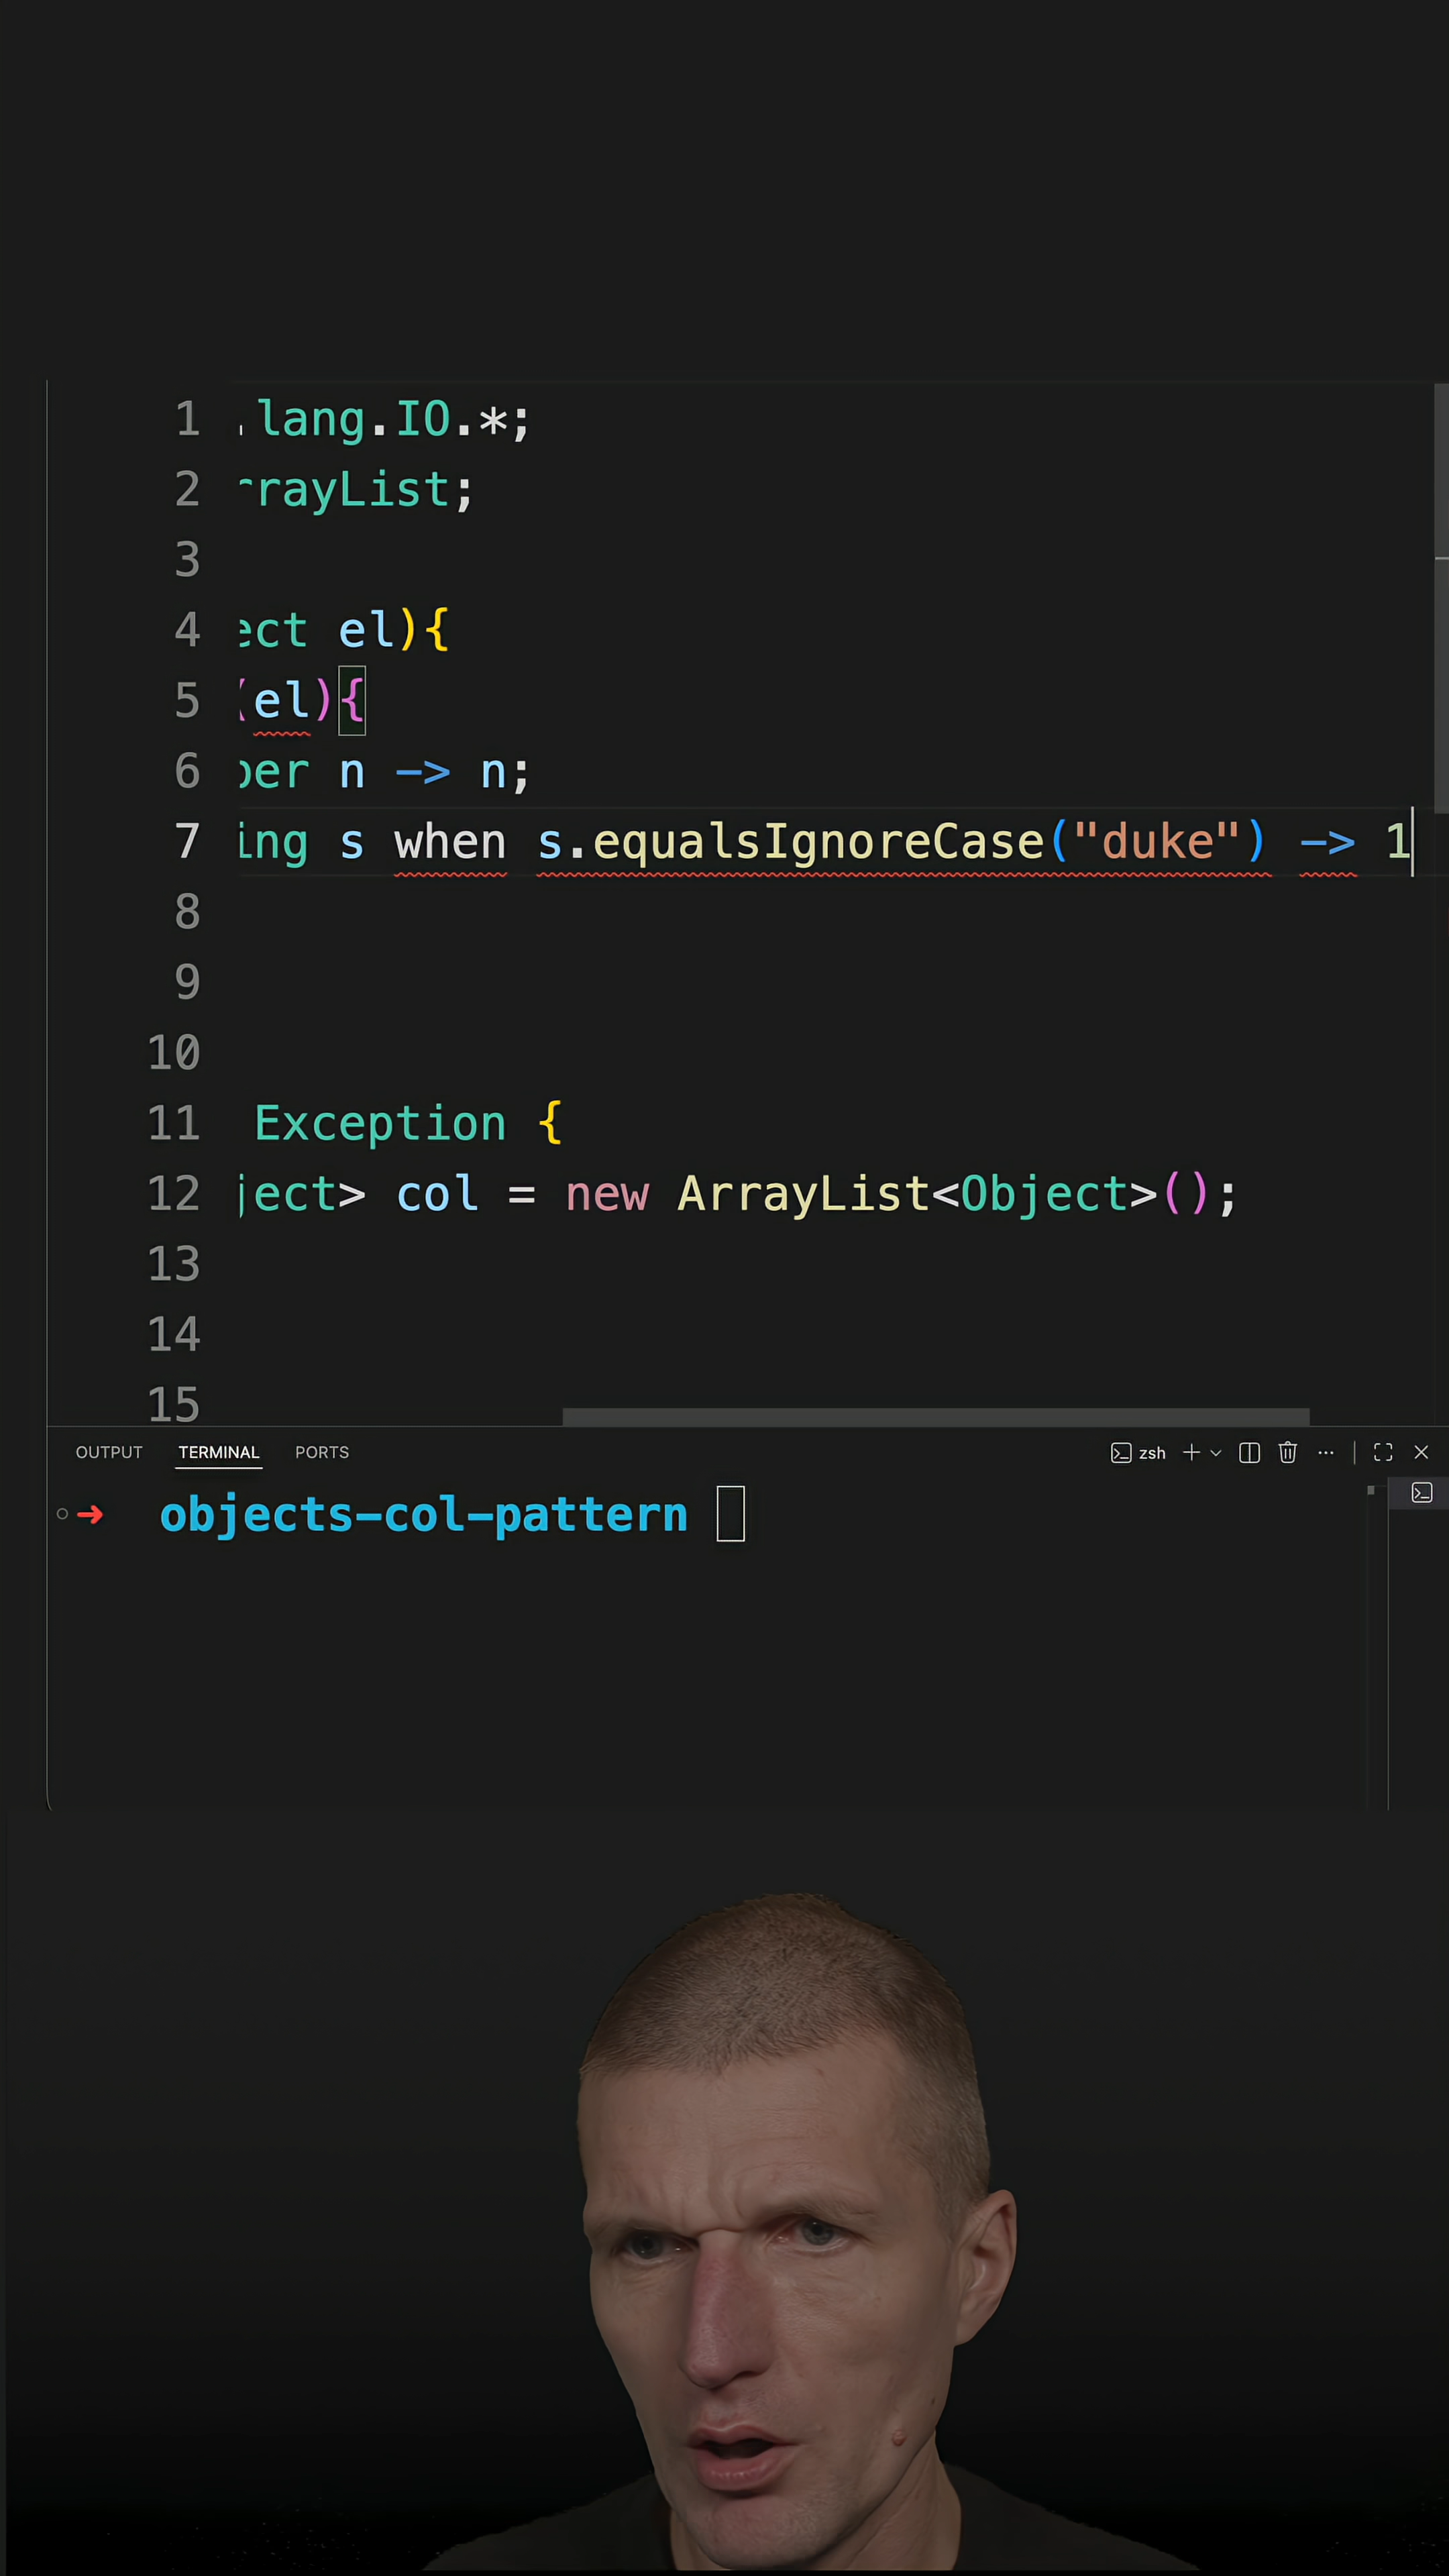 1 .lang.IO.*;
2 rrayList;
3
4 ect el){
5 (el){
6 ber n -> n;
7 ing s when s.equalsIgnoreCase("duke") -> 1
8
9
10
11 Exception {
12 ject> col = new ArrayList<Object>();
13
14
15
OUTPUT TERMINAL PORTS zsh
objects-col-pattern